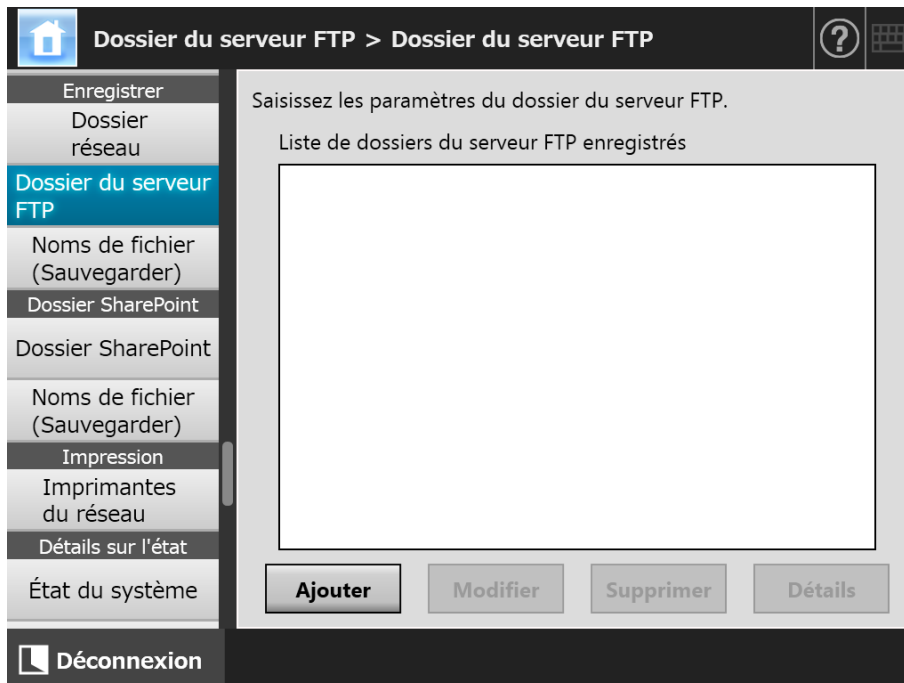 Dossier du serveur FTP > Dossier du serveur FTP
?
Enregistrer
Dossier
réseau
Dossier du serveur
FTP
Noms de fichier
(Sauvegarder)
Dossier SharePoint
Dossier SharePoint
Noms de fichier
(Sauvegarder)
Impression
Imprimantes
du réseau
Détails sur l'état
État du système
Saisissez les paramètres du dossier du serveur FTP.
Liste de dossiers du serveur FTP enregistrés
Ajouter
Modifier
Supprimer
Détails
Déconnexion